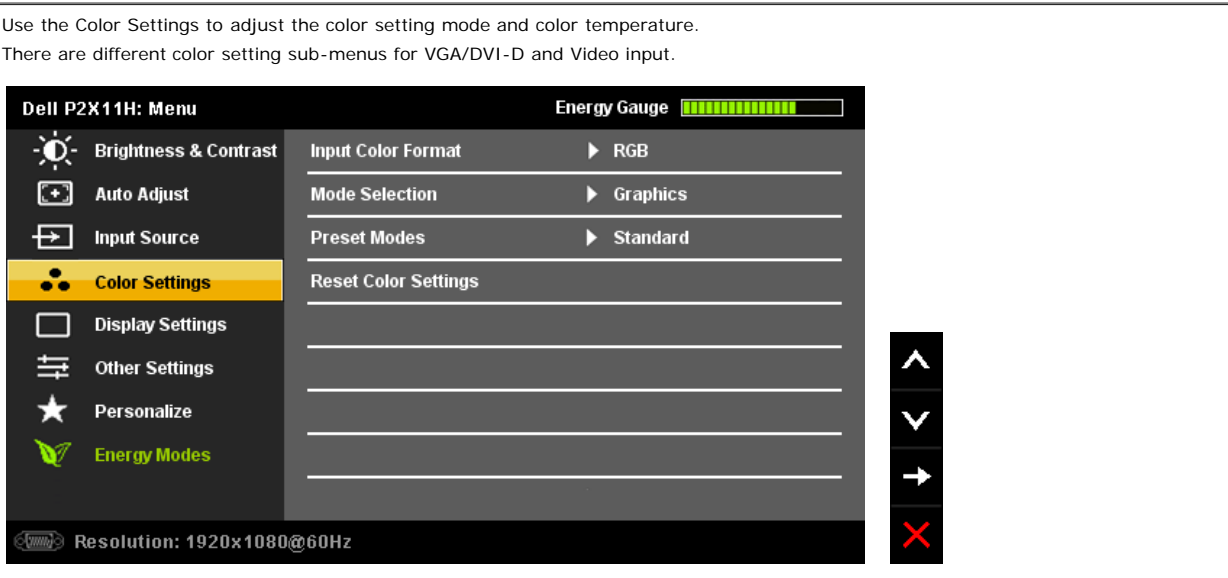 Use the Color Settings to adjust the color setting mode and color temperature.
There are different color setting sub-menus for VGA/DVI-D and Video input.
Dell P2X11H: Menu
Energy Gauge
Brightness & Contrast
Input Color Format
RGB
Auto Adjust
Mode Selection
Graphics
Input Source
Preset Modes
Standard
Color Settings
Reset Color Settings
Display Settings
Other Settings
Personalize
Energy Modes
Resolution: 1920x1080@60Hz